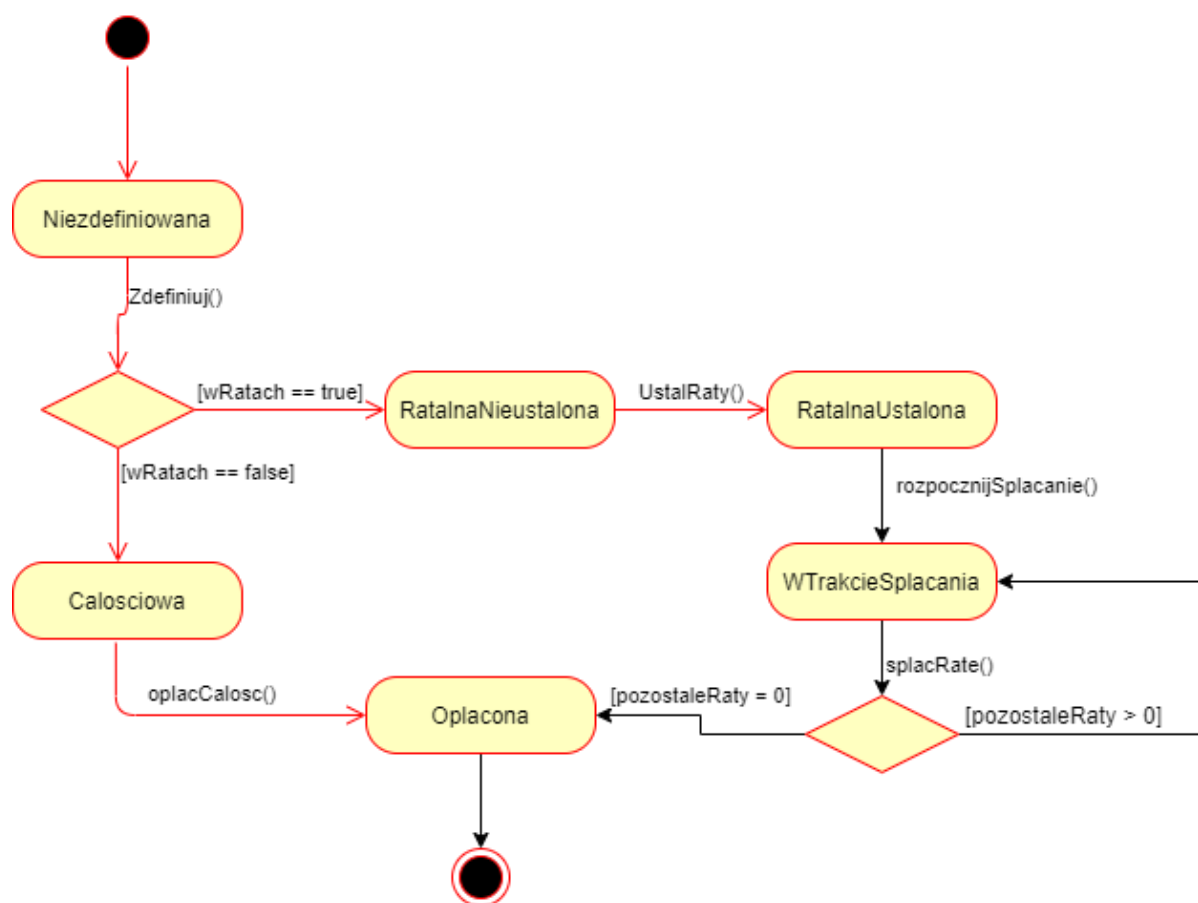 Niezdefiniowana
Zdefiniuj()
[wRatach == true]
RatalnaNieustalona
UstalRaty()
RatalnaUstalona
[wRatach == false]
rozpocznijSplacanie()
WTrakcieSplacania
Calosciowa
splacRate()
oplacCalosc()
Oplacona
[pozostaleRaty = 0]
[pozostaleRaty > 0]